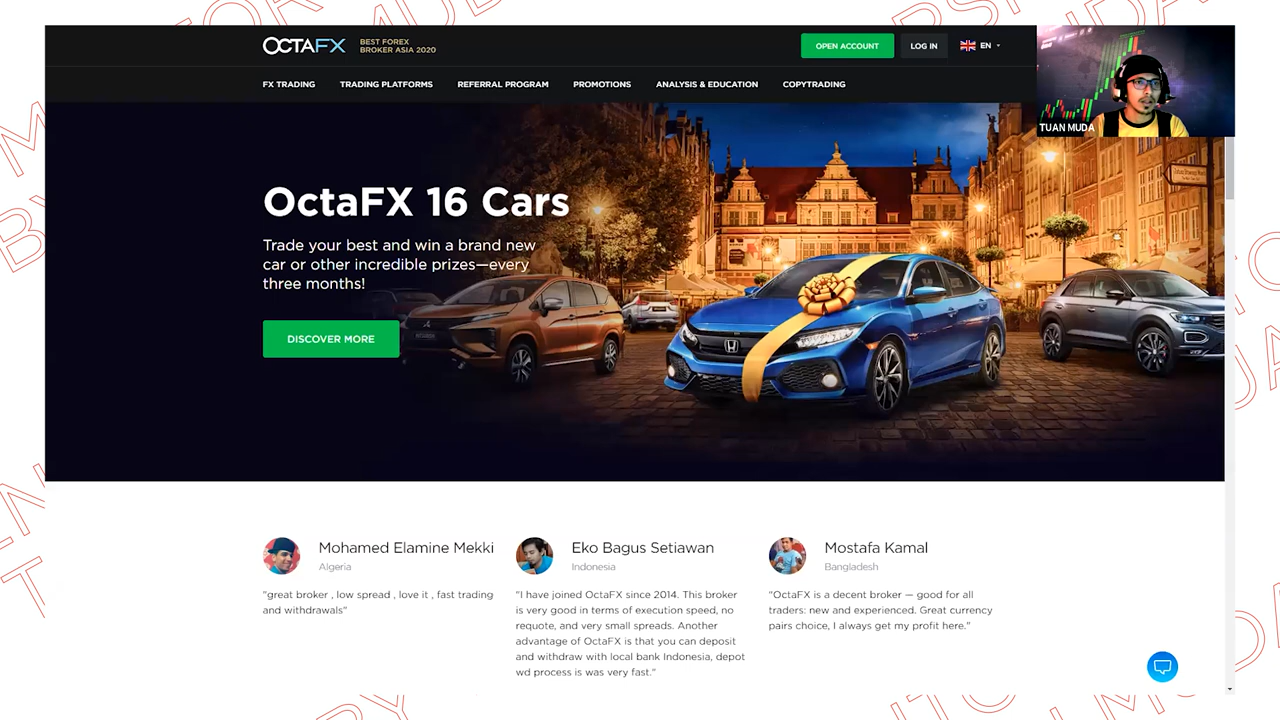 OCTAFX
BEST FOREX
BROKER ASIA 2020
OPEN ACCOUNT
LOG IN
EN
FX TRADING
TRADING PLATFORMS
REFERRAL PROGRAM
PROMOTIONS
ANALYSIS & EDUCATION
COPYTRADING
TUAN MUDA
OctaFX 16 Cars
Trade your best and win a brand new
car or other incredible prizes—every
three months!
DISCOVER MORE
Mohamed Elamine Mekki
Algeria
"great broker , low spread , love it , fast trading
and withdrawals"
Eko Bagus Setiawan
Indonesia
"I have joined OctaFX since 2014. This broker
is very good in terms of execution speed, no
requote, and very small spreads. Another
advantage of OctaFX is that you can deposit
and withdraw with local bank Indonesia, depot
wd process is was very fast."
Mostafa Kamal
Bangladesh
"OctaFX is a decent broker — good for all
traders: new and experienced. Great currency
pairs choice, I always get my profit here."